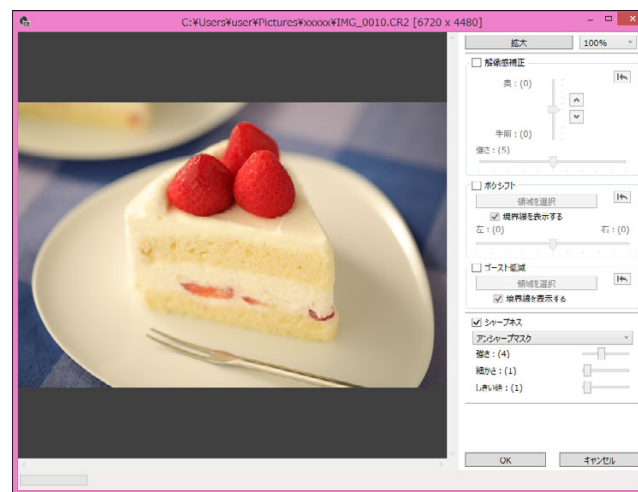 C:¥Users¥user¥Pictures¥xxxxx¥IMG_0010.CR2 [6720 x 4480]
拡大
100%
解像感補正
奥：(0)
手前：(0)
強さ：(5)
ボケシフト
領域を選択
境界線を表示する
左：(0)
右：(0)
ゴースト低減
領域を選択
境界線を表示する
シャープネス
アンシャープマスク
強さ：(4)
細かさ：(1)
しきい値：(1)
OK
キャンセル